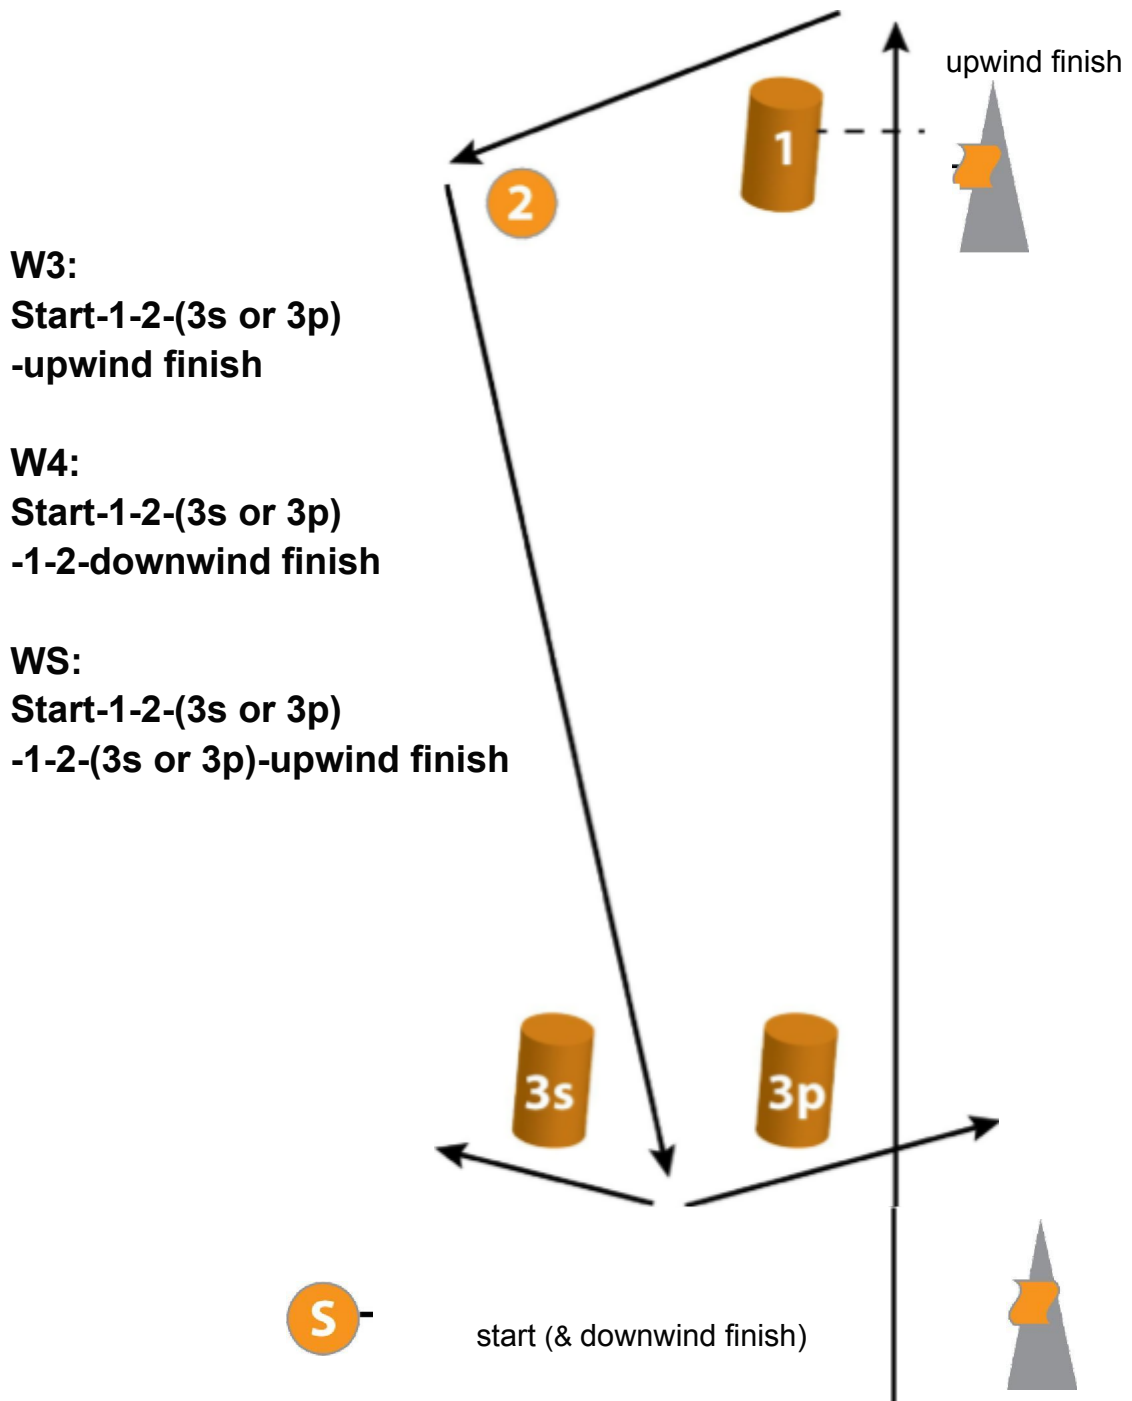 upwind finish
1
2
W3:
Start-1-2-(3s or 3p)
-upwind finish
W4:
Start-1-2-(3s or 3p)
-1-2-downwind finish
WS:
Start-1-2-(3s or 3p)
-1-2-(3s or 3p)-upwind finish
3s
3p
S
start (& downwind finish)